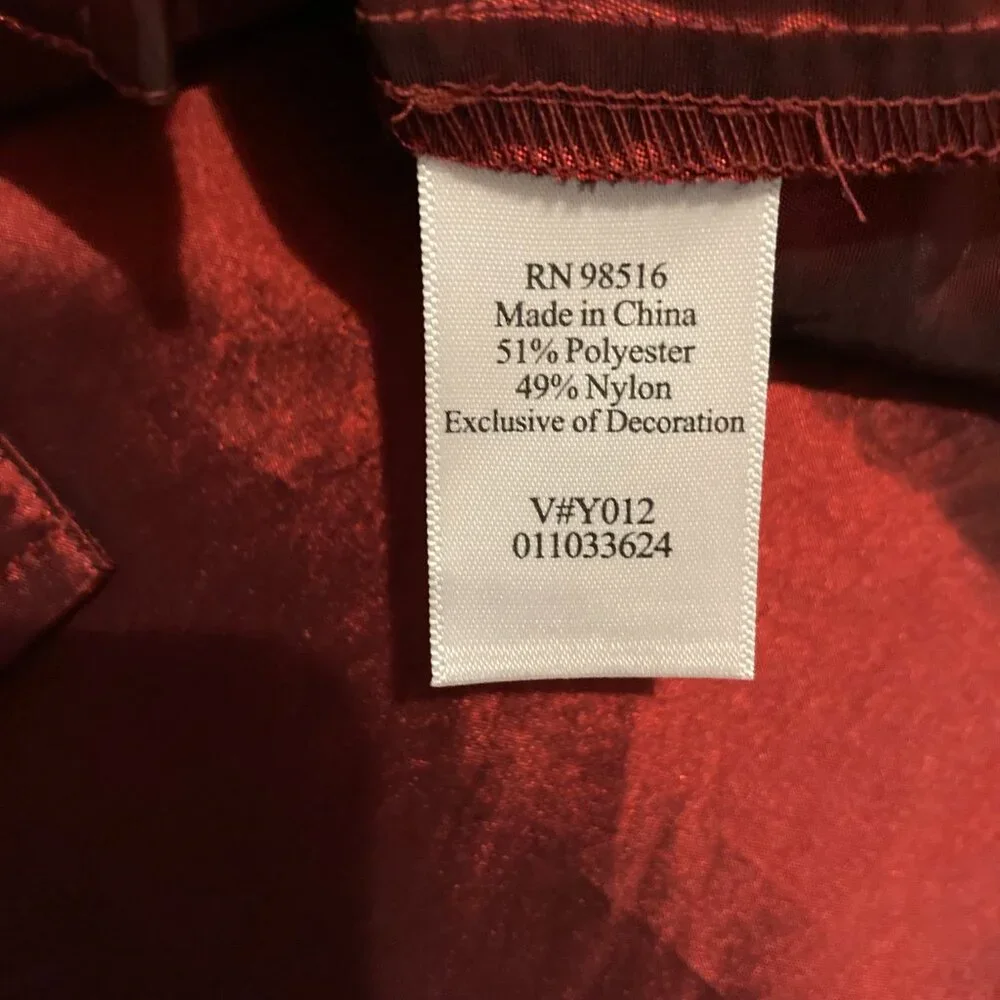 RN 98516
Made in China
51% Polyester
49% Nylon
Exclusive of Decoration
V#Y012
011033624